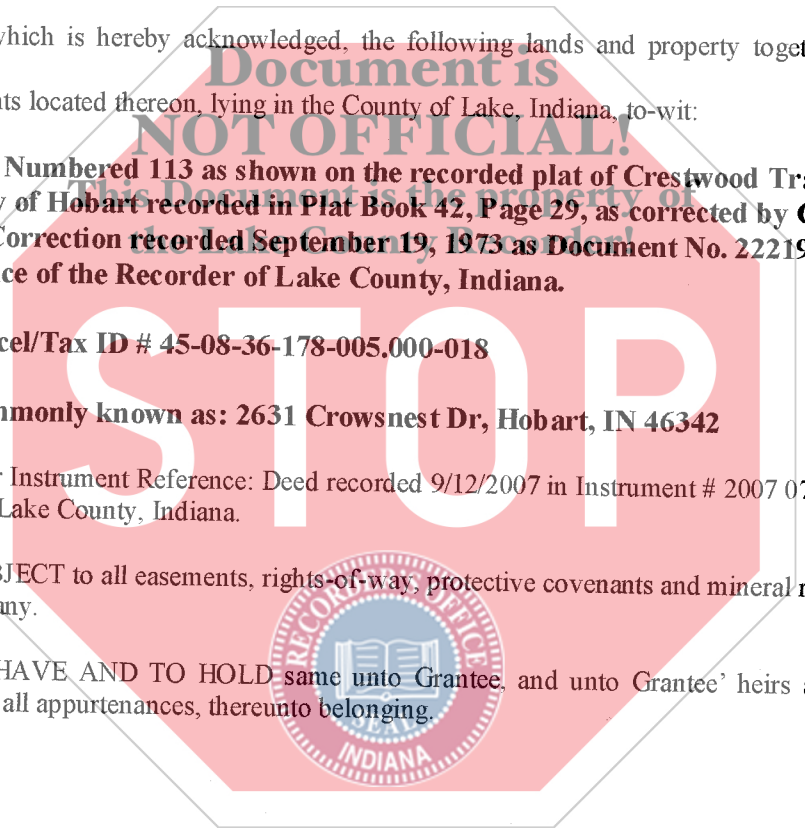 which is hereby acknowledged, the following lands and property toget
Document is
nts located thereon, lying in the County of Lake, Indiana, to-wit:
NOT OFFICIAL!
Numbered 113 as shown on the recorded plat of Crestwood Tra
This Document is the property of
y of Hobart recorded in Plat Book 42, Page 29, as corrected by C
the Lake County Recorder!
Correction recorded September 19, 1973 as Document No. 22219
ce of the Recorder of Lake County, Indiana.
STOP
cel/Tax ID # 45-08-36-178-005.000-018
mmonly known as: 2631 Crowsnest Dr, Hobart, IN 46342
r Instrument Reference: Deed recorded 9/12/2007 in Instrument # 2007 07
Lake County, Indiana.
BJECT to all easements, rights-of-way, protective covenants and mineral r
any.
RECORDER'S OFFICE
HAVE AND TO HOLD same unto Grantee, and unto Grantee' heirs a
all appurtenances, thereunto belonging.
SEAL
INDIANA